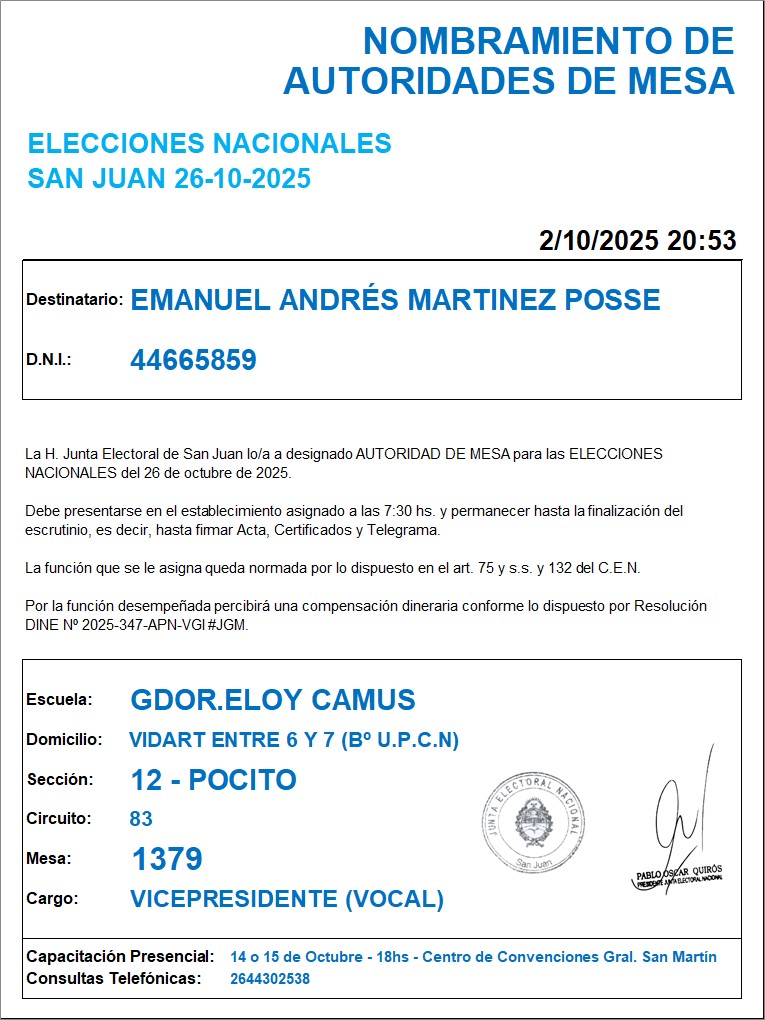 NOMBRAMIENTO DE
AUTORIDADES DE MESA
ELECCIONES NACIONALES
SAN JUAN 26-10-2025
2/10/2025 20:53
Destinatario: EMANUEL ANDRÉS MARTINEZ POSSE
D.N.I.: 44665859
La H. Junta Electoral de San Juan lo/a a designado AUTORIDAD DE MESA para las ELECCIONES
NACIONALES del 26 de octubre de 2025.
Debe presentarse en el establecimiento asignado a las 7:30 hs. y permanecer hasta la finalización del
escrutinio, es decir, hasta firmar Acta, Certificados y Telegrama.
La función que se le asigna queda normada por lo dispuesto en el art. 75 y s.s. y 132 del C.E.N.
Por la función desempeñada percibirá una compensación dineraria conforme lo dispuesto por Resolución
DINE Nº 2025-347-APN-VGI#JGM.
Escuela: GDOR.ELOY CAMUS
Domicilio: VIDART ENTRE 6 Y 7 (Bº U.P.C.N)
Sección: 12 - POCITO
Circuito: 83
Mesa: 1379
Cargo: VICEPRESIDENTE (VOCAL)
JUNTA ELECTORAL NACIONAL
San Juan
PABLO OSCAR QUIRÓS
PRESIDENTE JUNTA ELECTORAL NACIONAL
Capacitación Presencial: 14 o 15 de Octubre - 18hs - Centro de Convenciones Gral. San Martín
Consultas Telefónicas: 2644302538